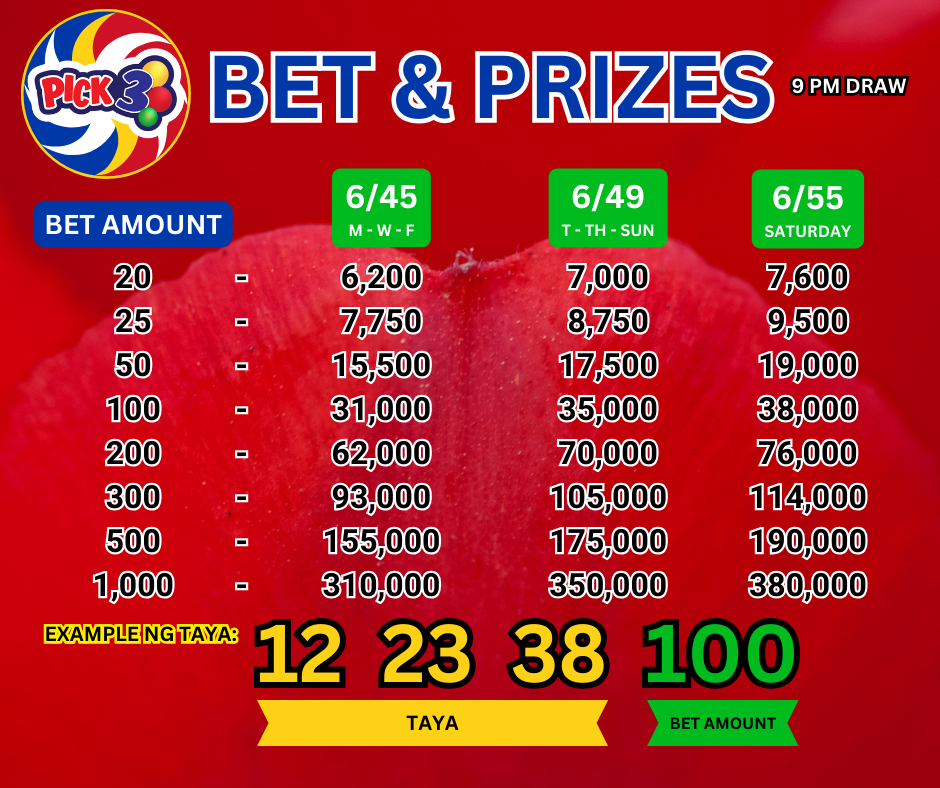 PICK 3
BET & PRIZES
9 PM DRAW
BET AMOUNT
6/45
M - W - F
6/49
T - TH - SUN
6/55
SATURDAY
20 - 6,200 7,000 7,600
25 - 7,750 8,750 9,500
50 - 15,500 17,500 19,000
100 - 31,000 35,000 38,000
200 - 62,000 70,000 76,000
300 - 93,000 105,000 114,000
500 - 155,000 175,000 190,000
1,000 - 310,000 350,000 380,000
EXAMPLE NG TAYA: 12 23 38 100
TAYA
BET AMOUNT